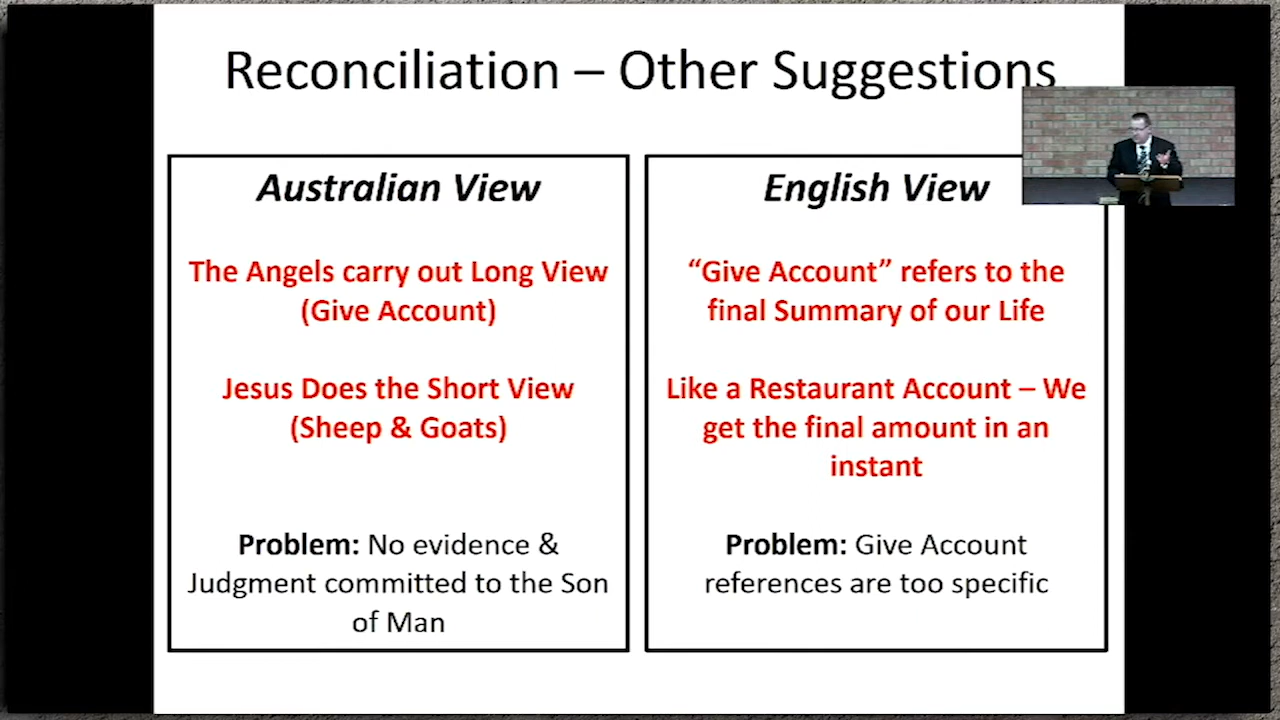 Reconciliation – Other Suggestions
Australian View
The Angels carry out Long View
(Give Account)
Jesus Does the Short View
(Sheep & Goats)
Problem: No evidence &
Judgment committed to the Son
of Man
English View
“Give Account” refers to the
final Summary of our Life
Like a Restaurant Account – We
get the final amount in an
instant
Problem: Give Account
references are too specific